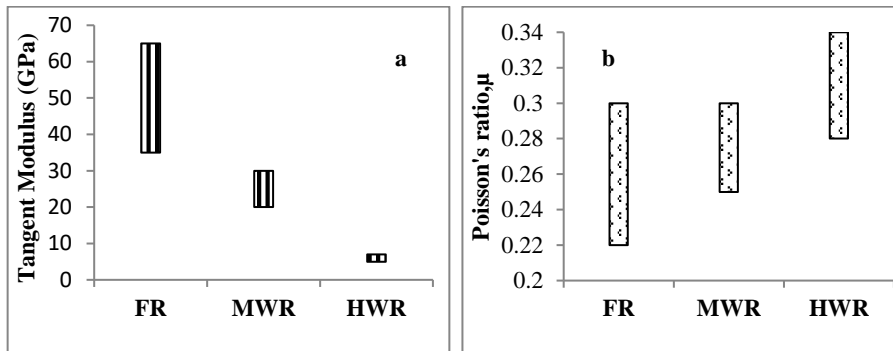 Tangent Modulus (GPa)
70
60
50
40
30
20
10
0
FR MWR HWR
a
Poisson's ratio,μ
0.34
0.32
0.3
0.28
0.26
0.24
0.22
0.2
FR MWR HWR
b